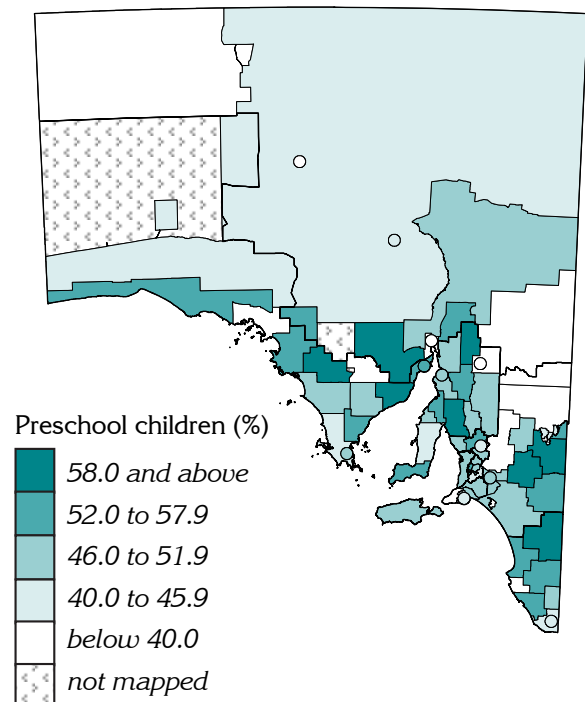 Preschool children (%)
58.0 and above
52.0 to 57.9
46.0 to 51.9
40.0 to 45.9
below 40.0
not mapped